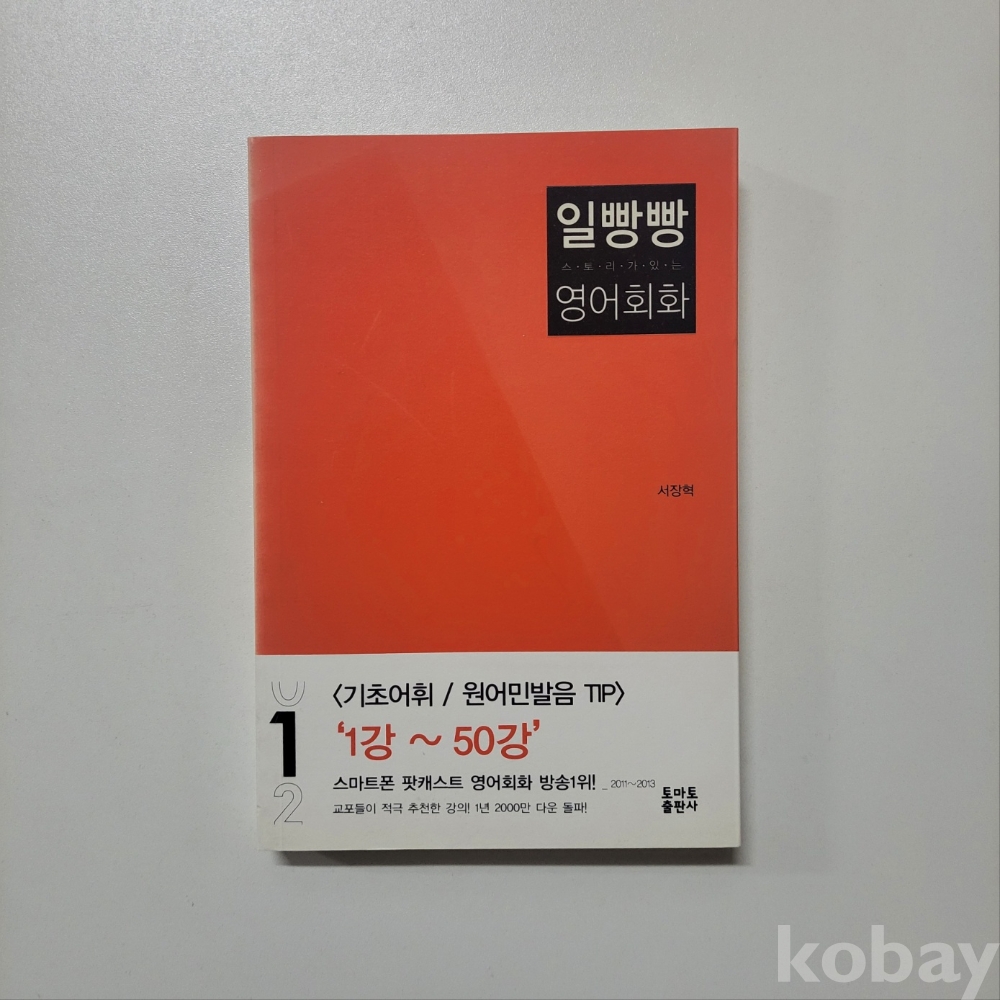 일빵빵
스·토·리·가·있·는
영어회화
서장혁
0
1
2
<기초어휘 / 원어민발음 TIP>
'1강 ~ 50강'
스마트폰 팟캐스트 영어회화 방송1위! _ 2011~2013
교포들이 적극 추천한 강의! 1년 2000만 다운 돌파!
토마토
출판사
kobay